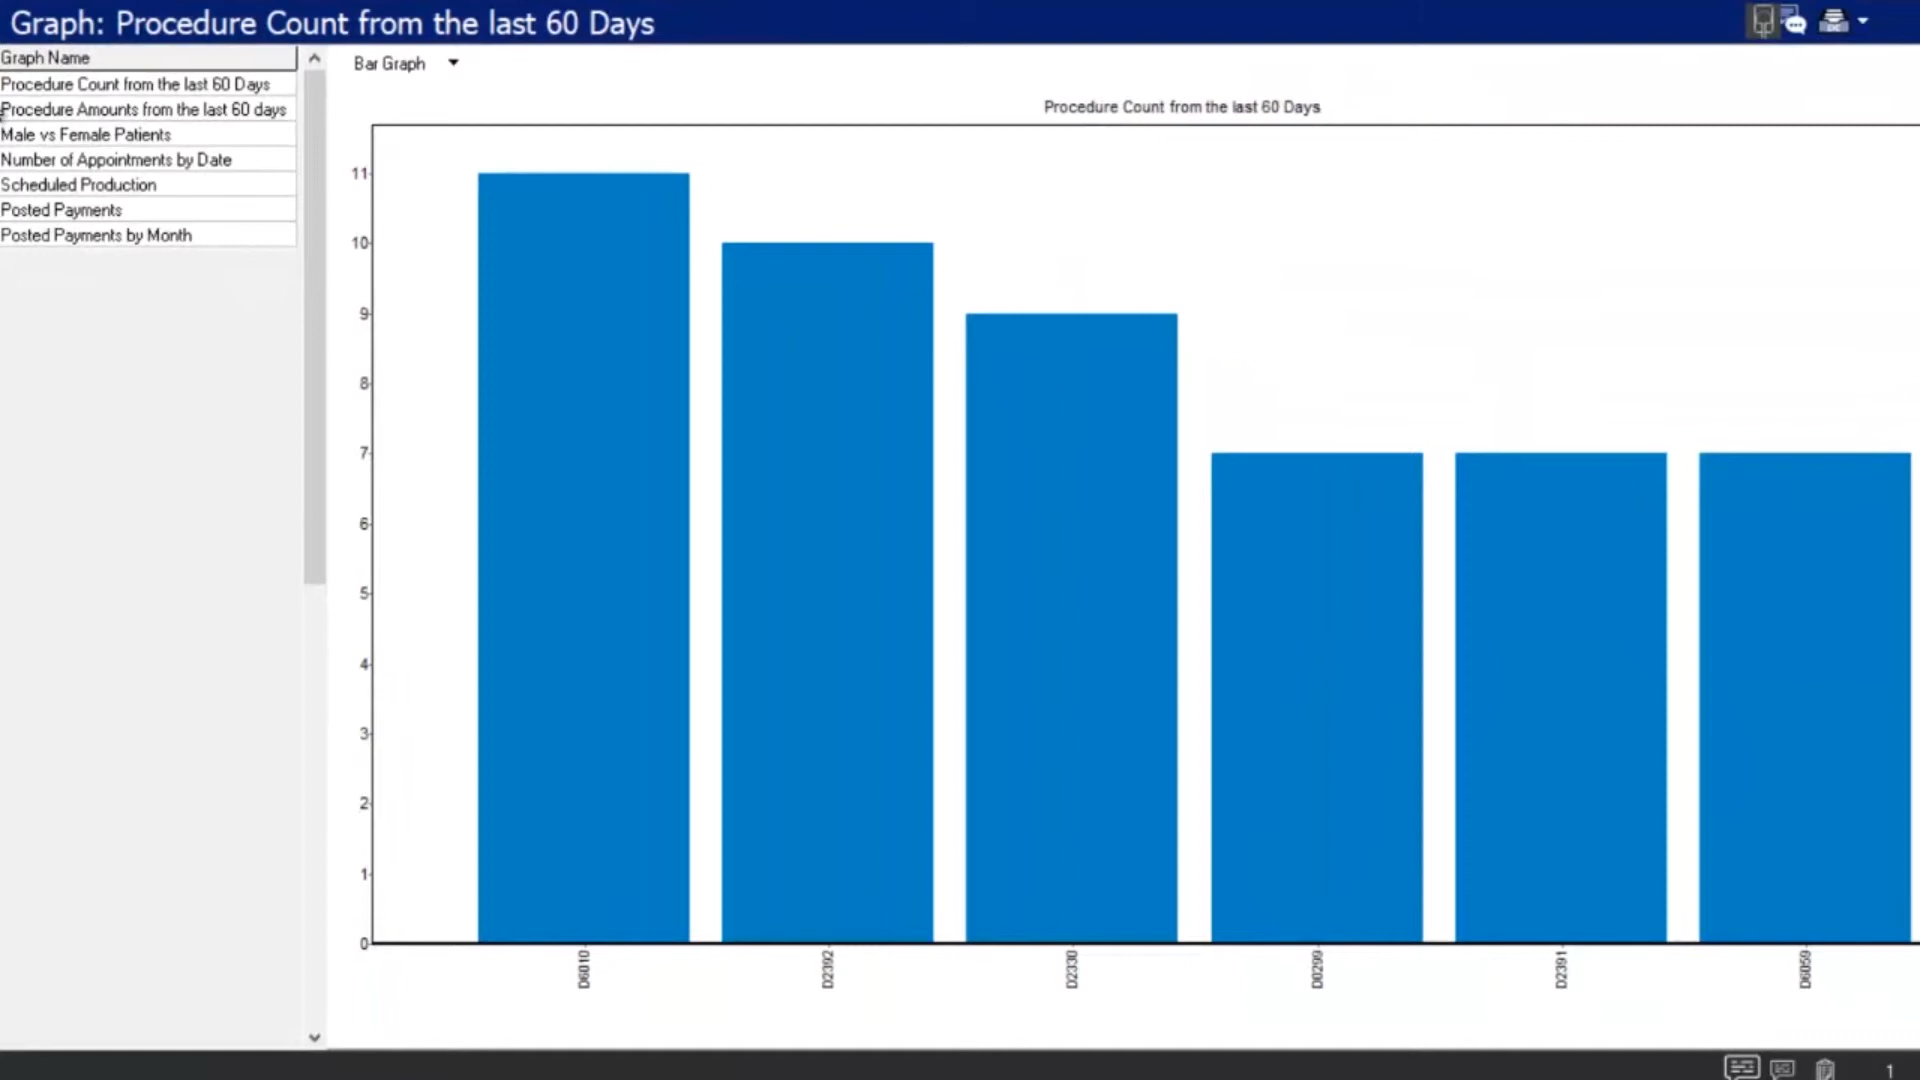 Graph: Procedure Count from the last 60 Days
Graph Name
Procedure Count from the last 60 Days
Procedure Amounts from the last 60 days
Male vs Female Patients
Number of Appointments by Date
Scheduled Production
Posted Payments
Posted Payments by Month
Bar Graph
Procedure Count from the last 60 Days
11
10
9
8
7
6
5
4
3
2
1
0
D6010
D2392
D2330
D0299
D2391
D6059
1